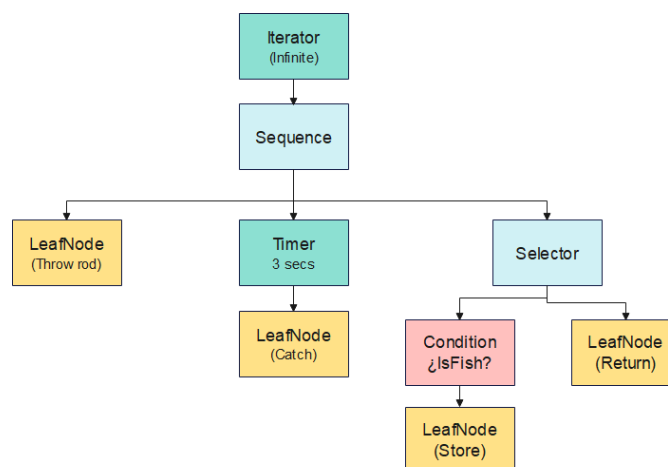 Iterator
(Infinite)
Sequence
LeafNode
(Throw rod)
Timer
3 secs
Selector
LeafNode
(Catch)
Condition
¿IsFish?
LeafNode
(Return)
LeafNode
(Store)